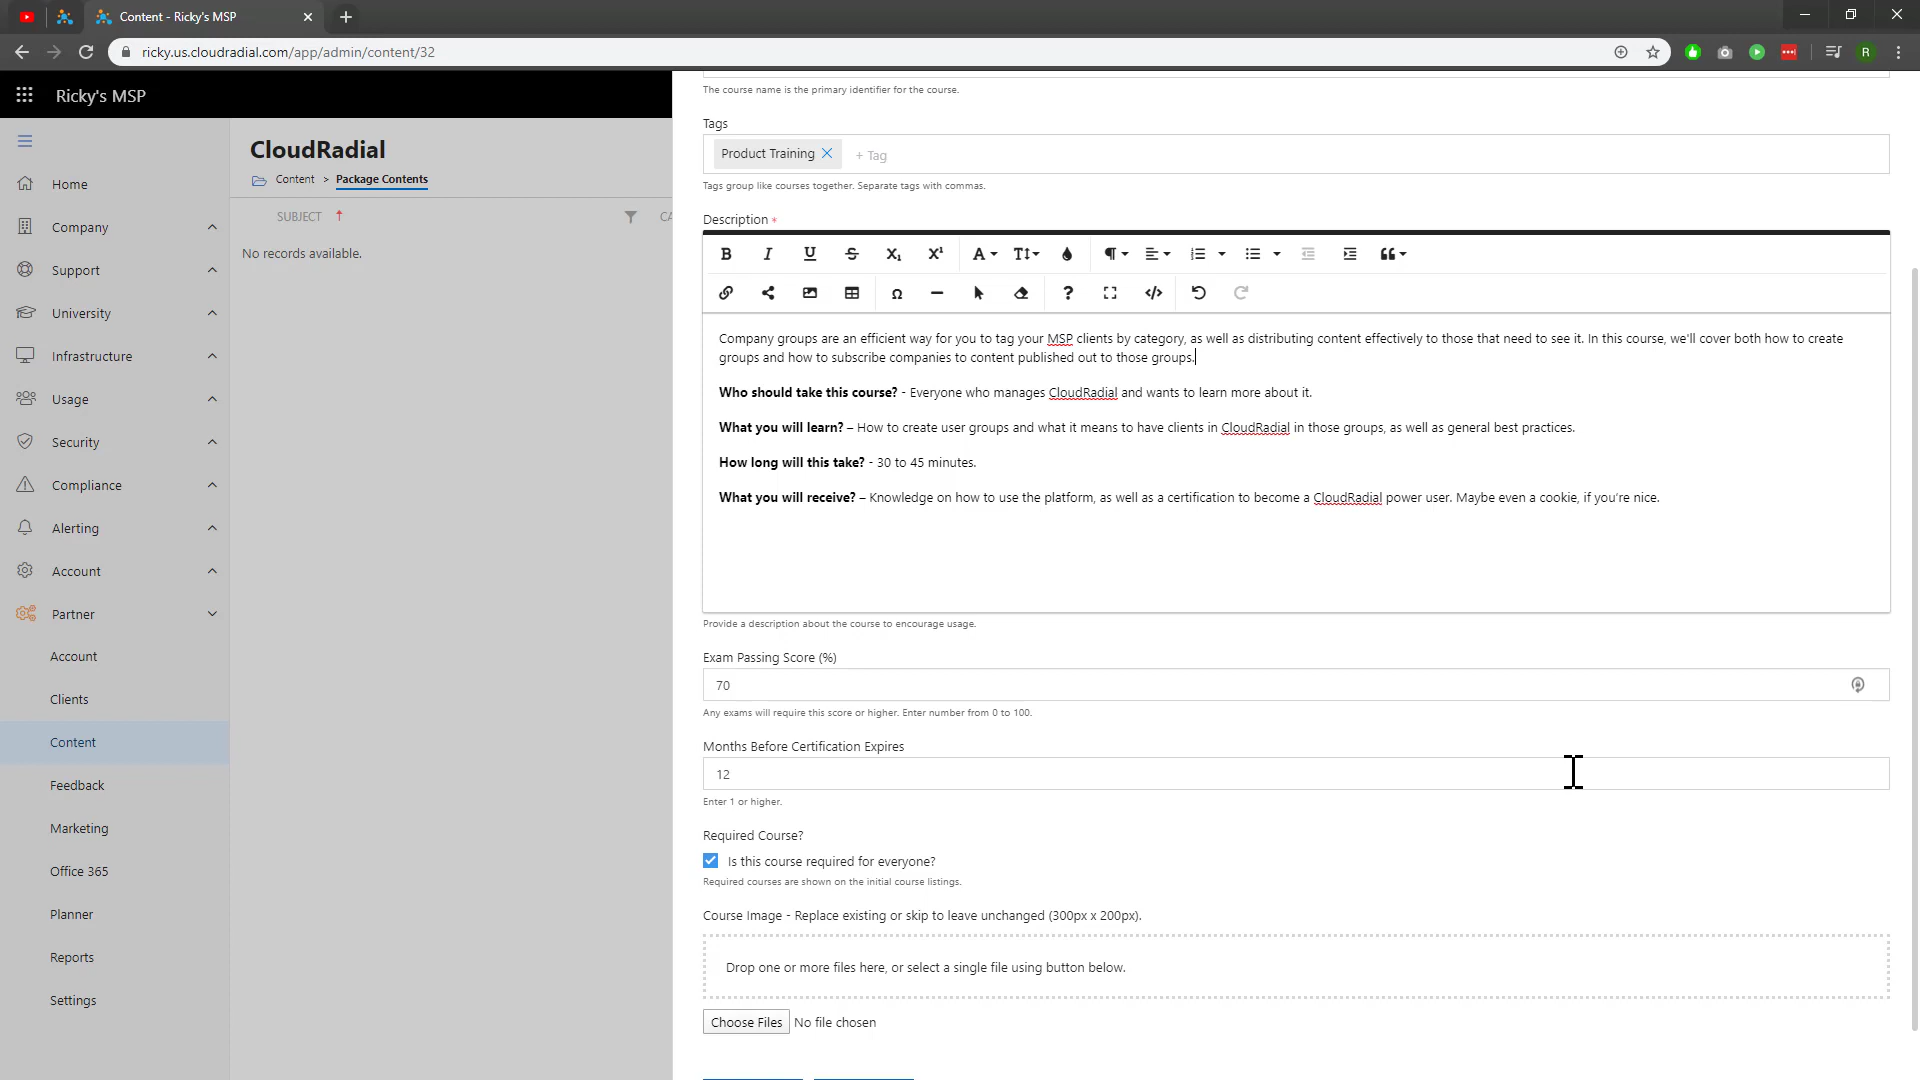 Content - Ricky's MSP
ricky.us.cloudradial.com/app/admin/content/32
R
Ricky's MSP
Home
Company
Support
University
Infrastructure
Usage
Security
Compliance
Alerting
Account
Partner
Account
Clients
Content
Feedback
Marketing
Office 365
Planner
Reports
Settings
CloudRadial
Content > Package Contents
SUBJECT
CA
No records available.
The course name is the primary identifier for the course.
Tags
Product Training
+ Tag
Tags group like courses together. Separate tags with commas.
Description *
Company groups are an efficient way for you to tag your MSP clients by category, as well as distributing content effectively to those that need to see it. In this course, we'll cover both how to create
groups and how to subscribe companies to content published out to those groups.
Who should take this course? - Everyone who manages CloudRadial and wants to learn more about it.
What you will learn? – How to create user groups and what it means to have clients in CloudRadial in those groups, as well as general best practices.
How long will this take? - 30 to 45 minutes.
What you will receive? – Knowledge on how to use the platform, as well as a certification to become a CloudRadial power user. Maybe even a cookie, if you're nice.
Provide a description about the course to encourage usage.
Exam Passing Score (%)
70
Any exams will require this score or higher. Enter number from 0 to 100.
Months Before Certification Expires
12
Enter 1 or higher.
Required Course?
Is this course required for everyone?
Required courses are shown on the initial course listings.
Course Image - Replace existing or skip to leave unchanged (300px x 200px).
Drop one or more files here, or select a single file using button below.
Choose Files No file chosen